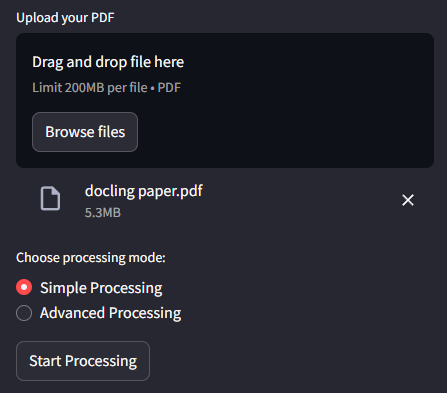 Upload your PDF
Drag and drop file here
Limit 200MB per file • PDF
Browse files
docling paper.pdf
5.3MB
Choose processing mode:
Simple Processing
Advanced Processing
Start Processing